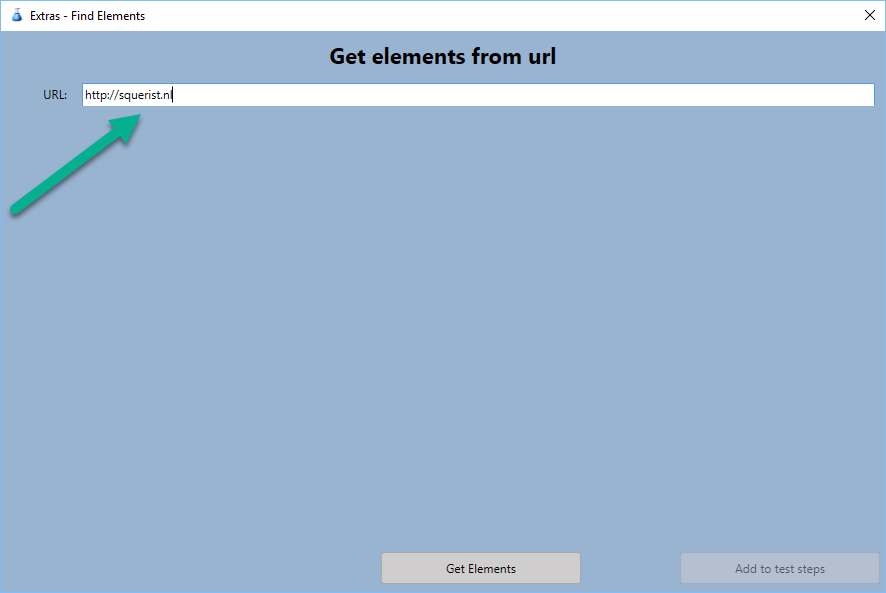 Extras - Find Elements
Get elements from url
URL: http://squerist.nl
Get Elements Add to test steps